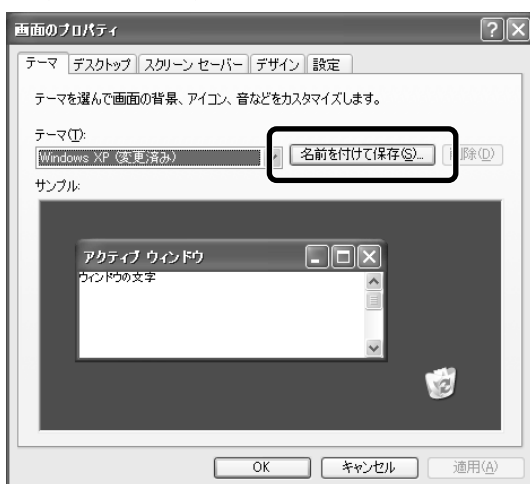 画面のプロパティ
テーマ デスクトップ スクリーン セーバー デザイン 設定
テーマを選んで画面の背景、アイコン、音などをカスタマイズします。
テーマ(T):
Windows XP (変更済み) 名前を付けて保存(S)... 除(D)
サンプル:
アクティブ ウィンドウ
ウィンドウの文字
OK キャンセル 適用(A)